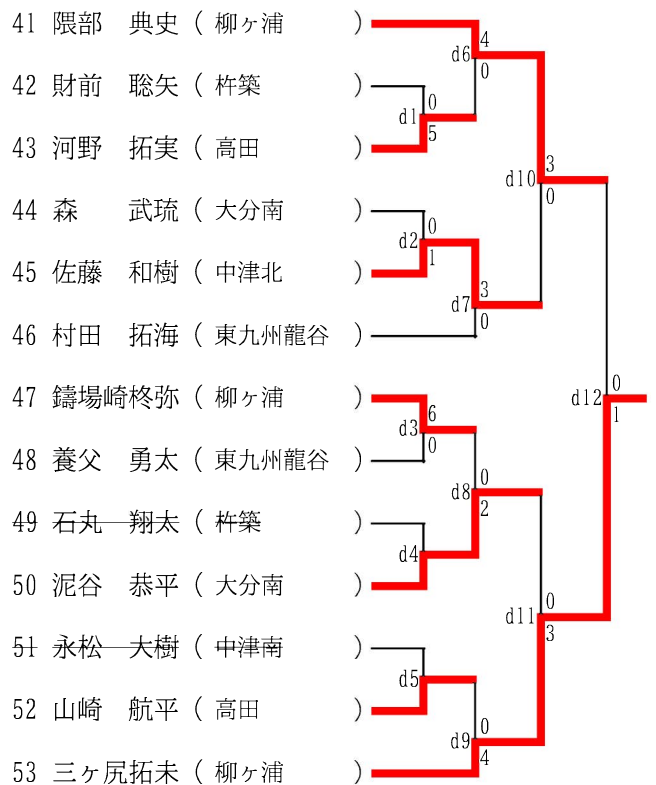 41 隈部　典史 ( 柳ヶ浦 )
4
d6
0
42 財前　聡矢 ( 杵築 )
0
d1
5
43 河野　拓実 ( 高田 )
3
d10
0
44 森　　武琉 ( 大分南 )
0
d2
1
45 佐藤　和樹 ( 中津北 )
3
d7
0
46 村田　拓海 ( 東九州龍谷 )
0
d12
1
47 鑄場崎柊弥 ( 柳ヶ浦 )
6
d3
0
48 養父　勇太 ( 東九州龍谷 )
0
d8
2
49 石丸　翔太 ( 杵築 )
d4
50 泥谷　恭平 ( 大分南 )
0
d11
3
51 永松　大樹 ( 中津南 )
d5
52 山崎　航平 ( 高田 )
0
d9
4
53 三ヶ尻拓未 ( 柳ヶ浦 )